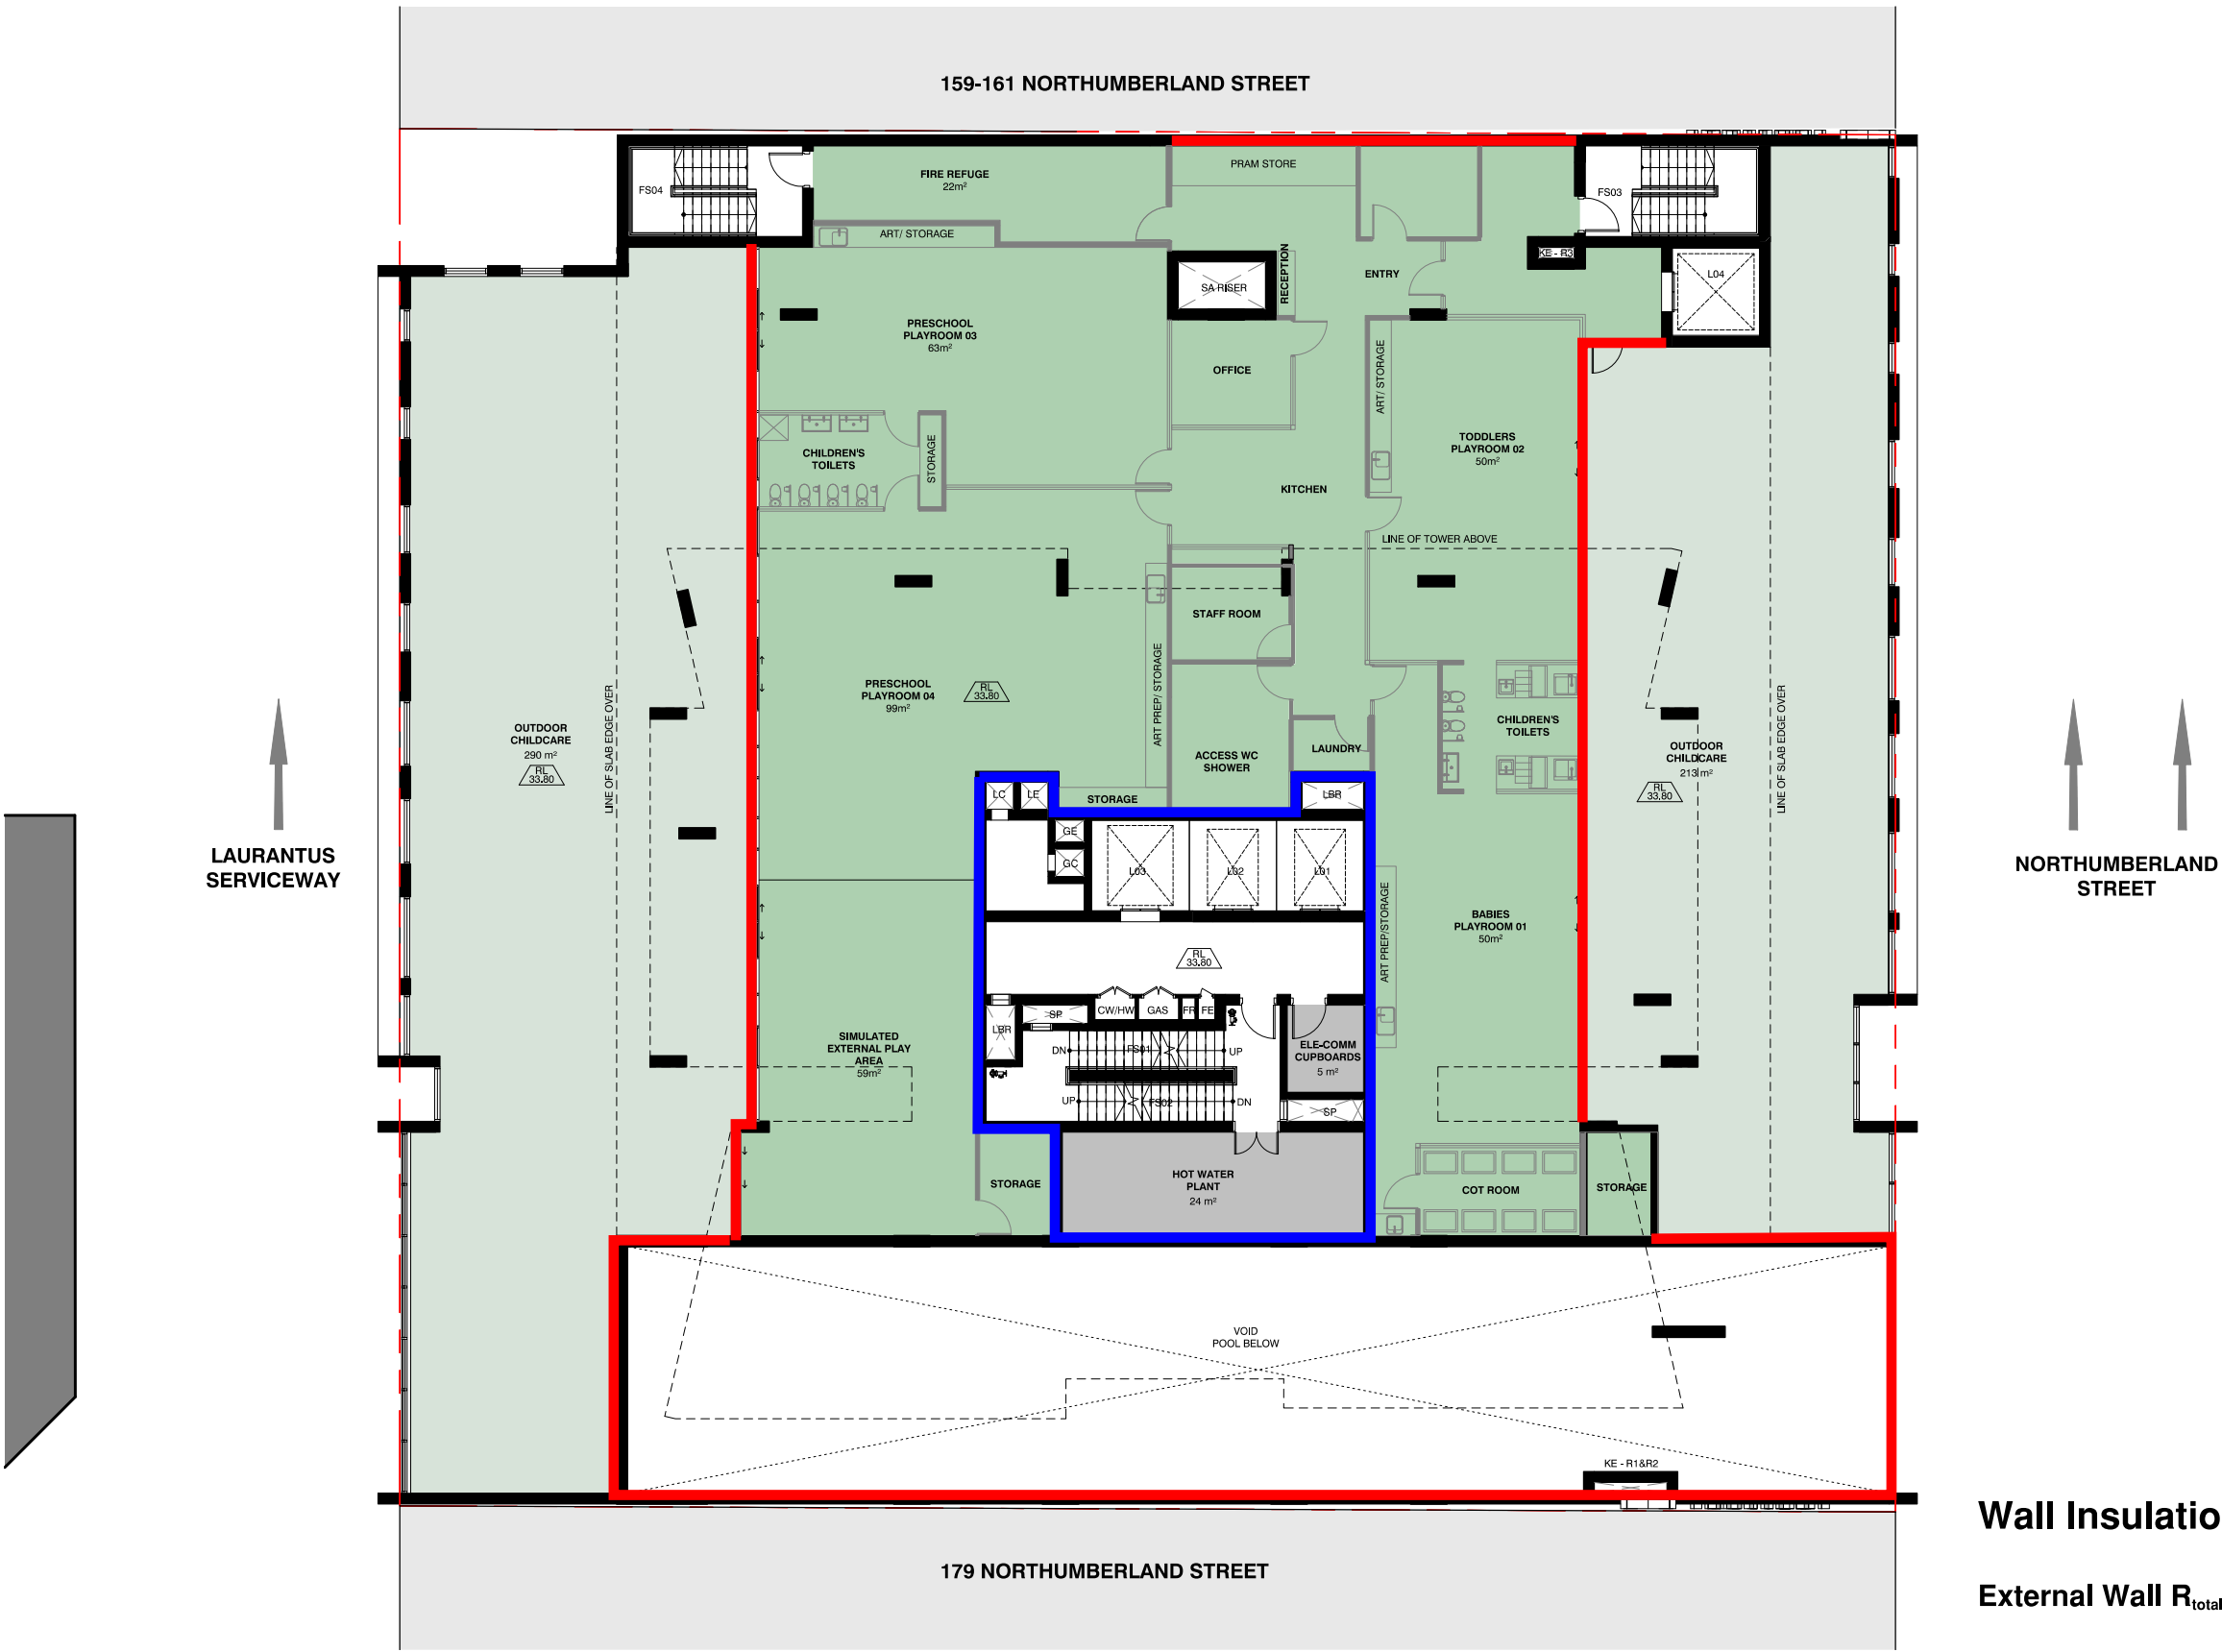 159-161 NORTHUMBERLAND STREET
FS04
FIRE REFUGE
22m²
PRAM STORE
FS03
ART/ STORAGE
KE - R3
L04
SA RISER
RECEPTION
ENTRY
PRESCHOOL
PLAYROOM 03
63m²
OFFICE
ART/ STORAGE
TODDLERS
PLAYROOM 02
50m²
CHILDREN'S
TOILETS
STORAGE
KITCHEN
LINE OF TOWER ABOVE
STAFF ROOM
PRESCHOOL
PLAYROOM 04
99m²
RL
33.80
ART PREP/ STORAGE
ACCESS WC
SHOWER
LAUNDRY
CHILDREN'S
TOILETS
OUTDOOR
CHILDCARE
290 m²
RL
33.80
LINE OF SLAB EDGE OVER
OUTDOOR
CHILDCARE
213 m²
RL
33.80
LINE OF SLAB EDGE OVER
LAURANTUS
SERVICEWAY
NORTHUMBERLAND
STREET
LC
LE
STORAGE
LBR
GE
GC
L03
L02
L01
ART PREP/STORAGE
BABIES
PLAYROOM 01
50m²
RL
33.80
LBR
SP
CW/HW
GAS
FR
FE
SIMULATED
EXTERNAL PLAY
AREA
59m²
DN
FS01
UP
ELE-COMM
CUPBOARDS
5 m²
UP
FS02
DN
SP
STORAGE
HOT WATER
PLANT
24 m²
COT ROOM
STORAGE
VOID
POOL BELOW
KE - R1&R2
179 NORTHUMBERLAND STREET
Wall Insulatio
External Wall Rtotal